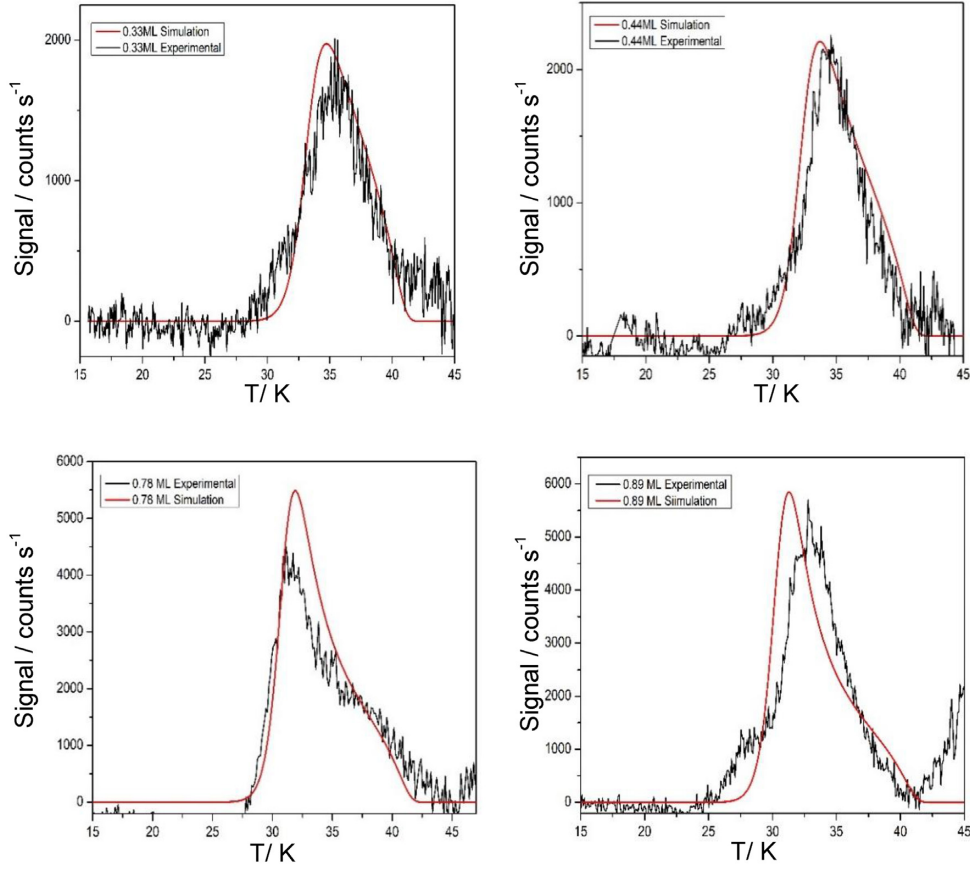 0.33ML Simulation
0.33ML Experimental
Signal / counts s-1
2000
1000
0
15 20 25 30 35 40 45
T/ K
0.44ML Simulation
0.44ML Experimental
Signal / counts s-1
2000
1000
0
15 20 25 30 35 40 45
T/ K
0.78 ML Experimental
0.78 ML Simulation
Signal / counts s-1
6000
5000
4000
3000
2000
1000
0
15 20 25 30 35 40 45
T/ K
0.89 ML Experimental
0.89 ML Siimulation
Signal / counts s-1
6000
5000
4000
3000
2000
1000
0
15 20 25 30 35 40 45
T/ K